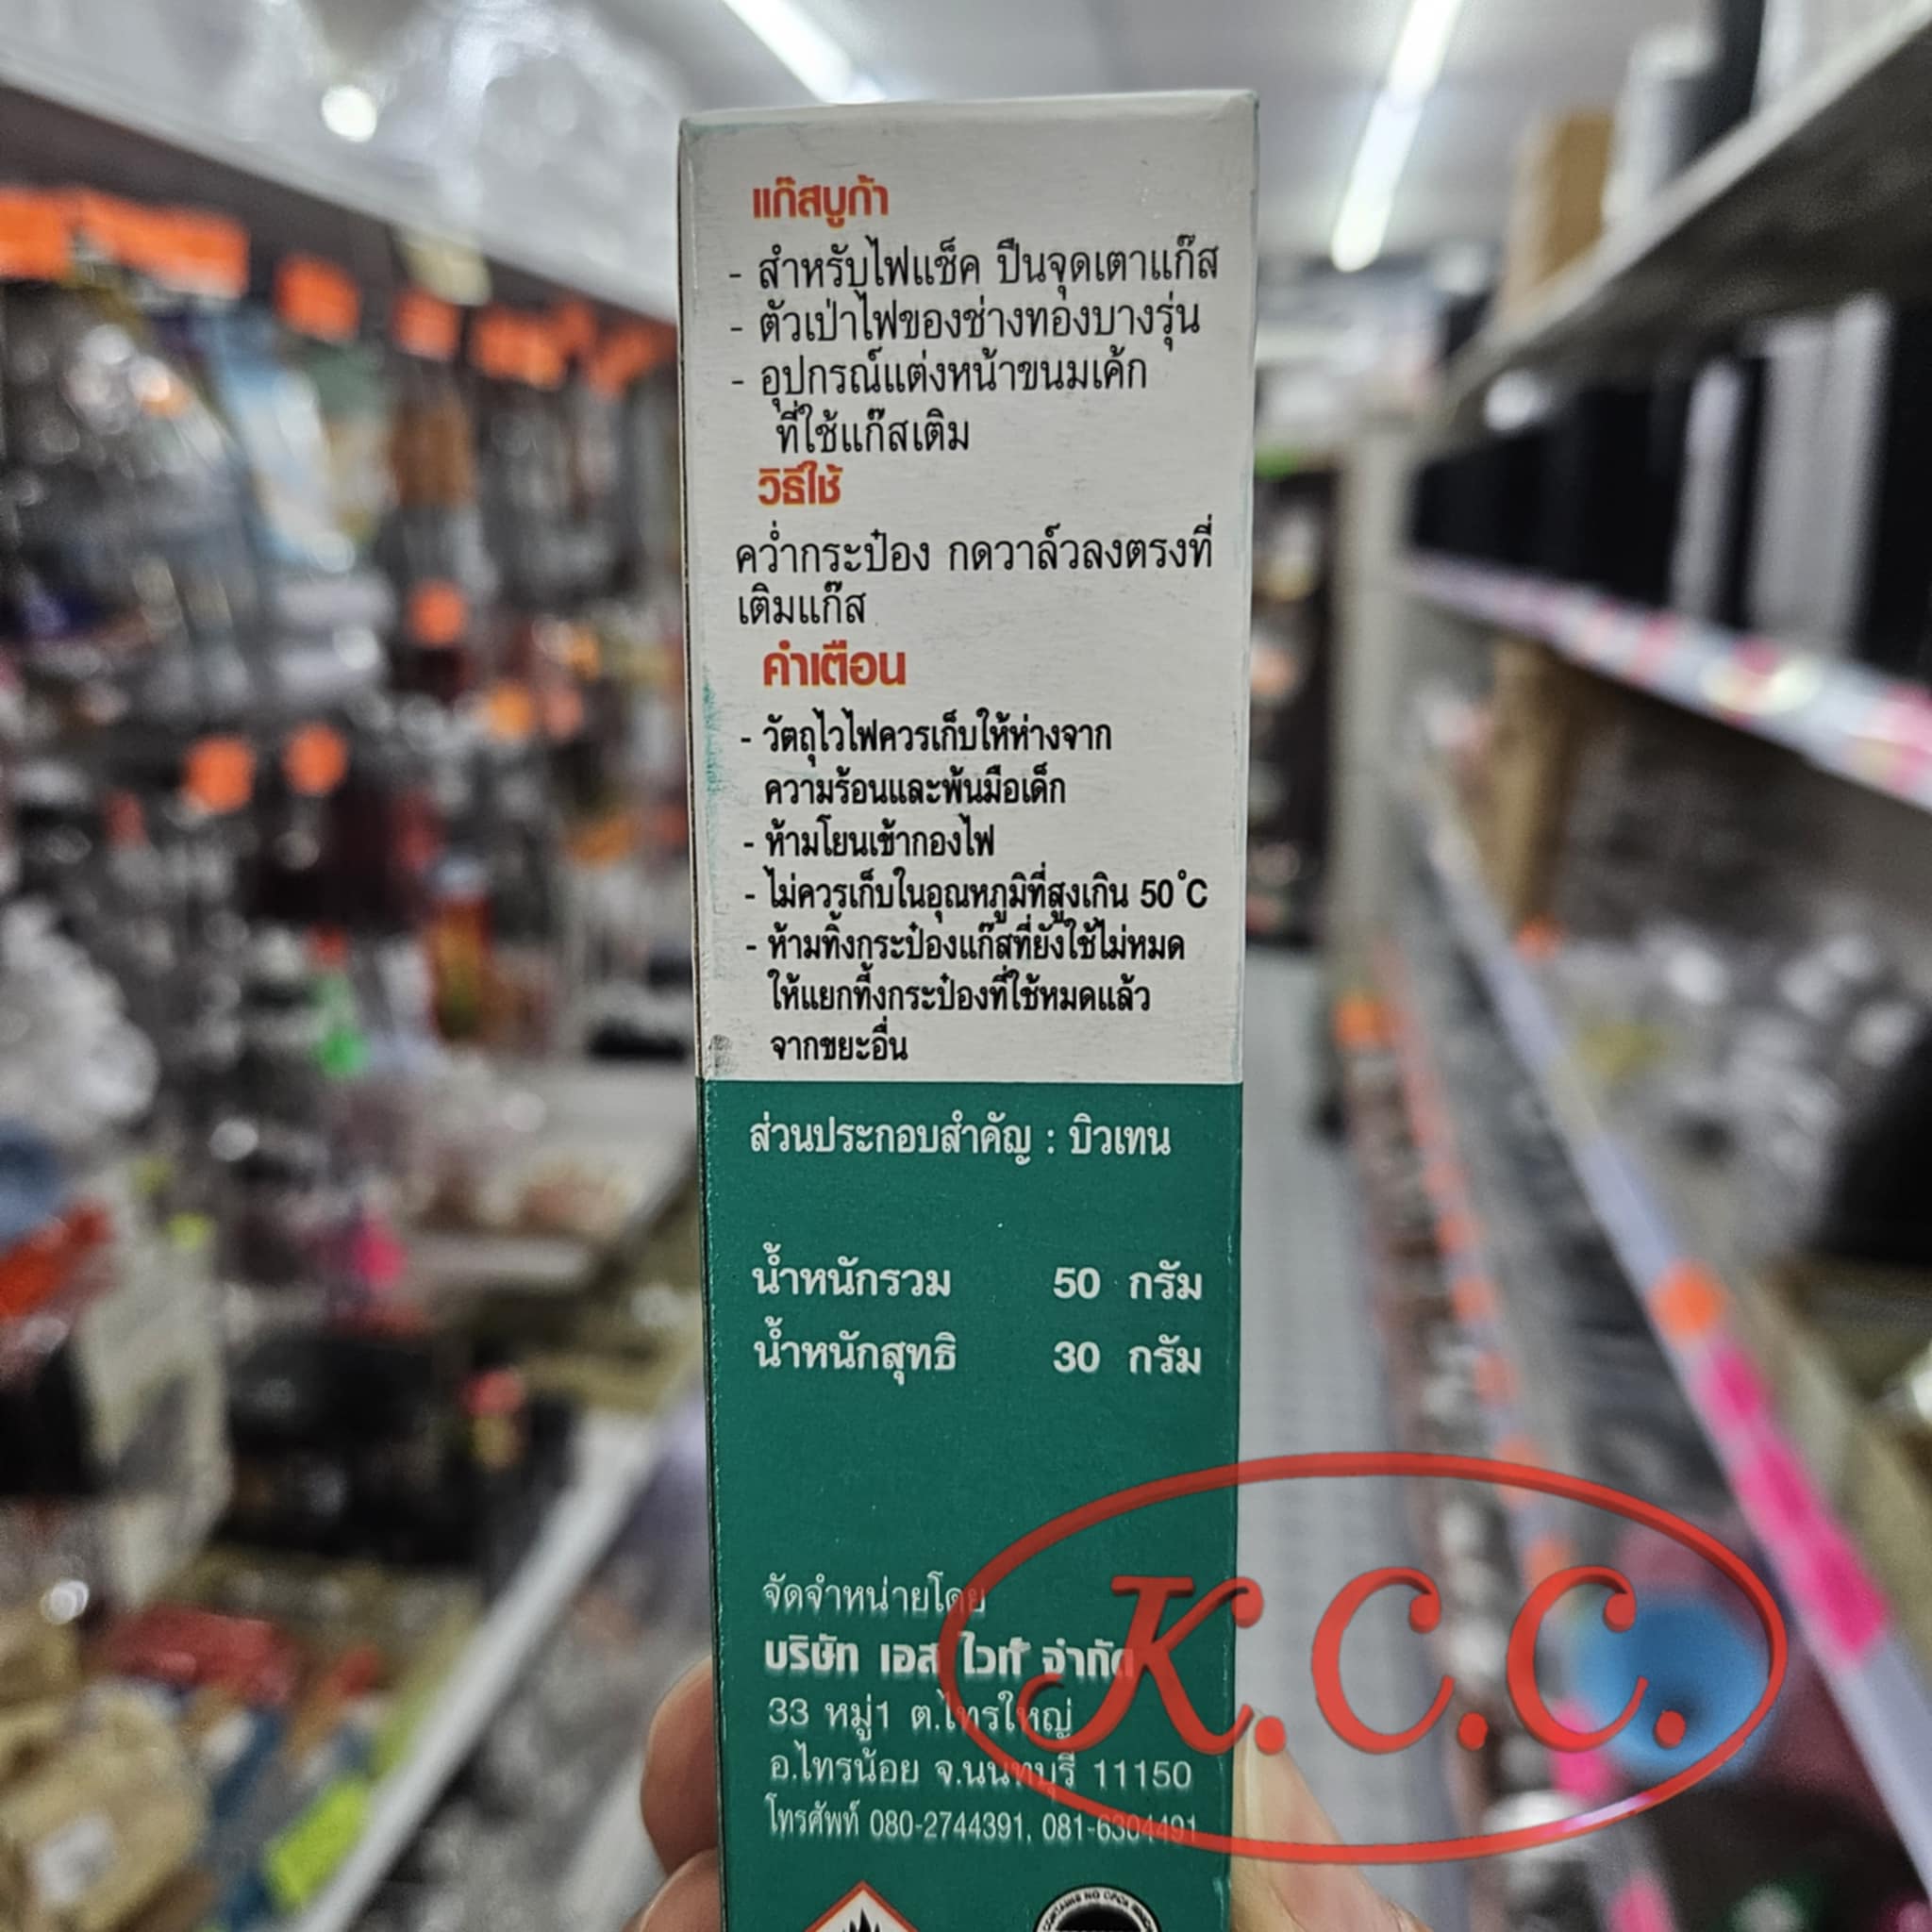 แก๊สบูก้า
- สำหรับไฟแช็ค ปืนจุดเตาแก๊ส
- ตัวเป่าไฟของช่างทองบางรุ่น
- อุปกรณ์แต่งหน้าขนมเค้ก
ที่ใช้แก๊สเติม
วิธีใช้
คว่ำกระป๋อง กดวาล์วลงตรงที่
เติมแก๊ส
คำเตือน
- วัตถุไวไฟควรเก็บให้ห่างจาก
ความร้อนและพ้นมือเด็ก
- ห้ามโยนเข้ากองไฟ
- ไม่ควรเก็บในอุณหภูมิที่สูงเกิน 50°C
- ห้ามทิ้งกระป๋องแก๊สที่ยังใช้ไม่หมด
ให้แยกทิ้งกระป๋องที่ใช้หมดแล้ว
จากขยะอื่น
ส่วนประกอบสำคัญ : บิวเทน
น้ำหนักรวม 50 กรัม
น้ำหนักสุทธิ 30 กรัม
จัดจำหน่ายโดย
บริษัท เอส ไวท์ จำกัด
33 หมู่1 ต.ไทรใหญ่
อ.ไทรน้อย จ.นนทบุรี 11150
โทรศัพท์ 080-2744391, 081-6304491
K.C.C.
CONTAINS NO